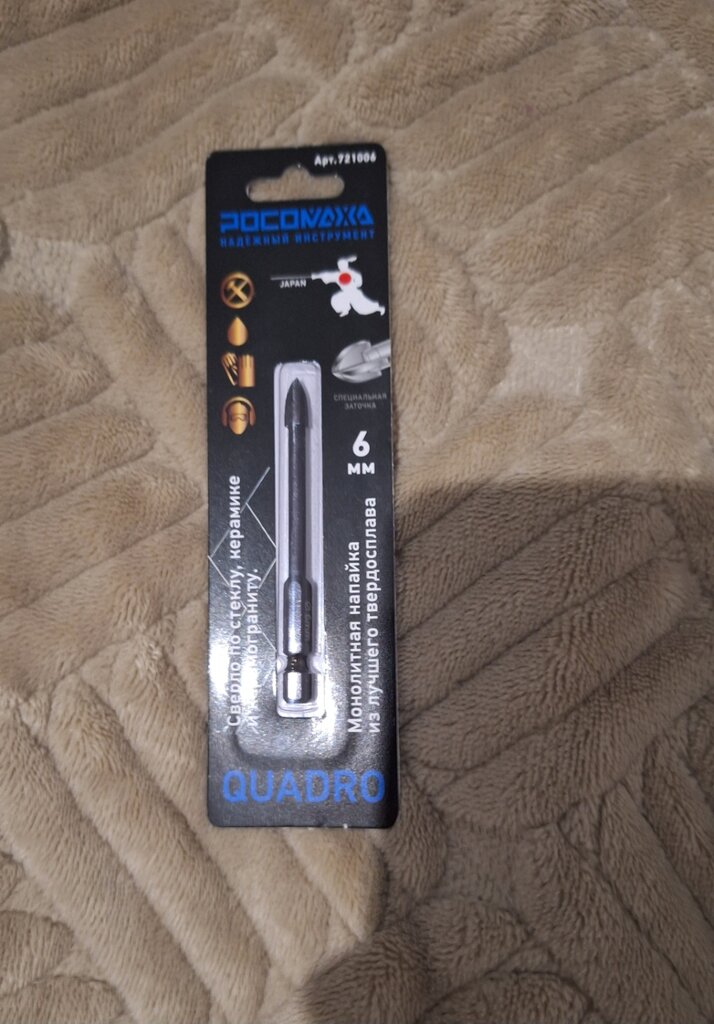 Арт.721006
РОСОМАХА
НАДЕЖНЫЙ ИНСТРУМЕНТ
JAPAN
СПЕЦИАЛЬНАЯ
ЗАТОЧКА
6
мм
Сверло по стеклу, керамике
и керамограниту.
Монолитная напайка
из лучшего твердосплава
QUADRO